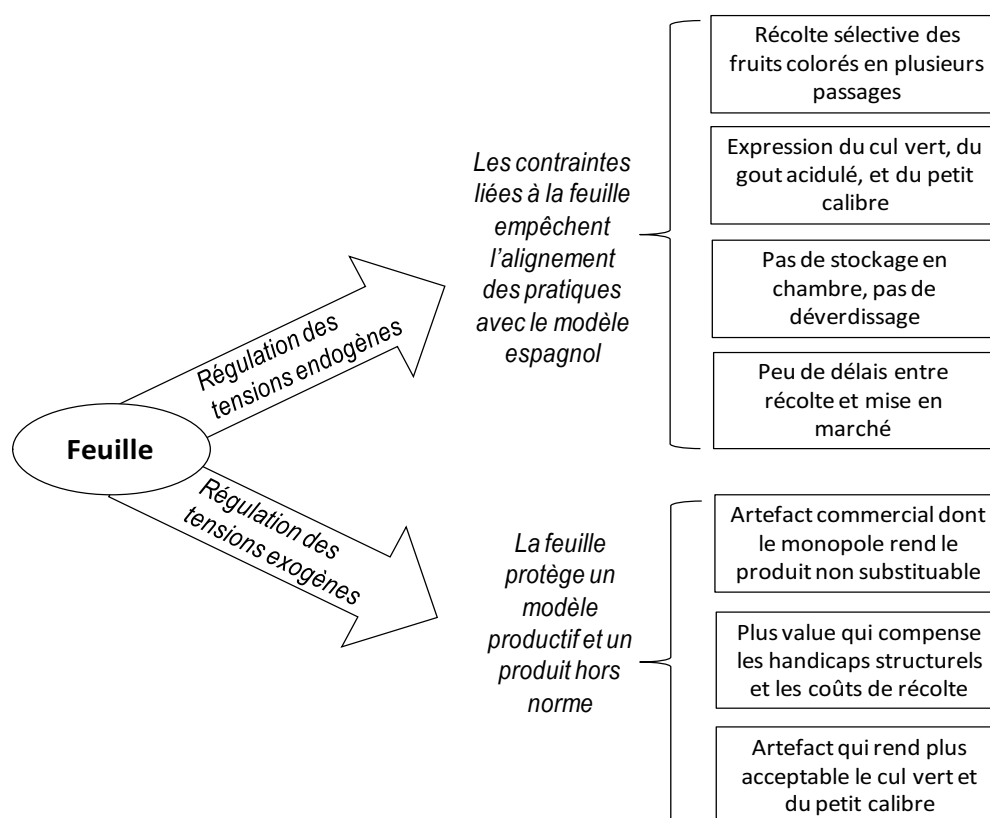 Feuille
Régulation des
tensions endogènes
Les contraintes
liées à la feuille
empêchent
l'alignement
des pratiques
avec le modèle
espagnol
Récolte sélective des
fruits colorés en plusieurs
passages
Expression du cul vert, du
gout acidulé, et du petit
calibre
Pas de stockage en
chambre, pas de
déverdissage
Peu de délais entre
récolte et mise en
marché
Régulation des
tensions exogènes
La feuille
protège un
modèle
productif et un
produit hors
norme
Artefact commercial dont
le monopole rend le
produit non substituable
Plus value qui compense
les handicaps structurels
et les coûts de récolte
Artefact qui rend plus
acceptable le cul vert et
du petit calibre